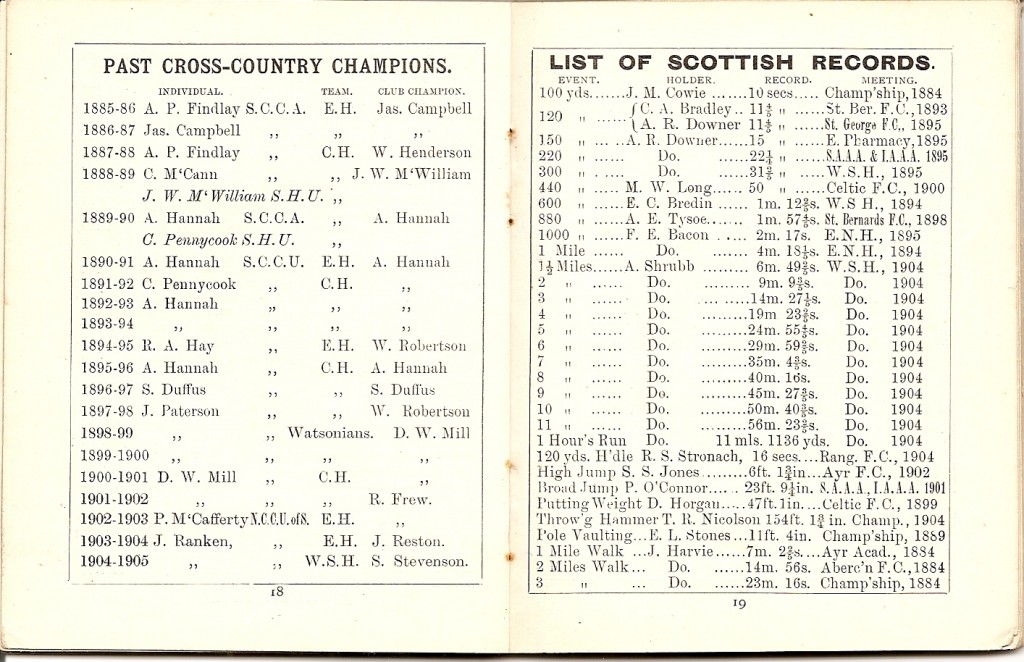 PAST CROSS-COUNTRY CHAMPIONS.
INDIVIDUAL. TEAM. CLUB CHAMPION.
1885-86 A. P. Findlay S.C.C.A. E.H. Jas. Campbell
1886-87 Jas. Campbell ,, ,, ,,
1887-88 A. P. Findlay ,, C.H. W. Henderson
1888-89 C. M'Cann ,, ,, J. W. M'William
J. W. M'William S.H.U. ,,
1889-90 A. Hannah S.C.C.A. ,, A. Hannah
C. Pennycook S.H.U. ,,
1890-91 A. Hannah S.C.C.U. E.H. A. Hannah
1891-92 C. Pennycook ,, C.H. ,,
1892-93 A. Hannah ,, ,, ,,
1893-94 ,, ,, ,, ,,
1894-95 R. A. Hay ,, E.H. W. Robertson
1895-96 A. Hannah ,, C.H. A. Hannah
1896-97 S. Duffus ,, ,, S. Duffus
1897-98 J. Paterson ,, ,, W. Robertson
1898-99 ,, ,, Watsonians. D. W. Mill
1899-1900 ,, ,, ,, ,,
1900-1901 D. W. Mill ,, C.H. ,,
1901-1902 ,, ,, ,, R. Frew.
1902-1903 P. M'Cafferty N.C.C.U. of S. E.H. ,,
1903-1904 J. Ranken, ,, E.H. J. Reston.
1904-1905 ,, ,, W.S.H. S. Stevenson.
18
LIST OF SCOTTISH RECORDS.
EVENT. HOLDER. RECORD. MEETING.
100 yds.......J. M. Cowie ......10 secs..... Champ'ship, 1884
120 ,, ......{C. A. Bradley.. 11⅘ ,, ......St. Ber. F.C., 1893
{A. R. Downer 11⅘ ,, ......St. George F.C., 1895
150 ,, ... ...A. R. Downer.....15 ,, ......E. Pharmacy, 1895
220 ,, ...... Do. ......22¼ ,, ......S.A.A.A. & I.A.A.A. 1895
300 ,, ...... Do. ......31⅗ ,, ......W.S.H., 1895
440 ,, ..... M. W. Long..... 50 ,, ......Celtic F.C., 1900
600 ,, ......E. C. Bredin ...... 1m. 12⅗s. W.S H., 1894
880 ,, ......A. E. Tysoe...... 1m. 57⅘s. St. Bernards F.C., 1898
1000 ,, ......F. E. Bacon . .... 2m. 17s. E.N.H., 1895
1 Mile ...... Do. ....... 4m. 18⅕s. E.N.H., 1894
1½ Miles......A. Shrubb ......... 6m. 49⅖s. W.S.H., 1904
2 ,, ...... Do. ......... 9m. 9⅗s. Do. 1904
3 ,, ...... Do. ... ......14m. 27⅕s. Do. 1904
4 ,, ...... Do. .........19m 23⅖s. Do. 1904
5 ,, ...... Do. .........24m. 55⅘s. Do. 1904
6 ,, ...... Do. .........29m. 59⅖s. Do. 1904
7 ,, ...... Do. .........35m. 4⅗s. Do. 1904
8 ,, ...... Do. .........40m. 16s. Do. 1904
9 ,, ...... Do. .........45m. 27⅗s. Do. 1904
10 ,, ...... Do. .........50m. 40⅗s. Do. 1904
11 ,, ...... Do. .........56m. 23⅖s. Do. 1904
1 Hour's Run Do. 11 mls. 1136 yds. Do. 1904
120 yds. H'dle R. S. Stronach, 16 secs....Rang. F.C., 1904
High Jump S. S. Jones ........6ft. 1¾in...Ayr F.C., 1902
Broad Jump P. O'Connor..... . 23ft. 9¼in. S.A.A.A., I.A.A.A. 1901
Putting Weight D. Horgan.....47ft. 1in....Celtic F.C., 1899
Throw'g Hammer T. R. Nicolson 154ft. 1¾ in. Champ., 1904
Pole Vaulting...E. L. Stones...11ft. 4in. Champ'ship, 1889
1 Mile Walk ...J. Harvie.....7m. 2⅖s.... Ayr Acad., 1884
2 Miles Walk... Do. ......14m. 56s. Aberc'n F.C., 1884
3 ,, ... Do. ......23m. 16s. Champ'ship, 1884
19